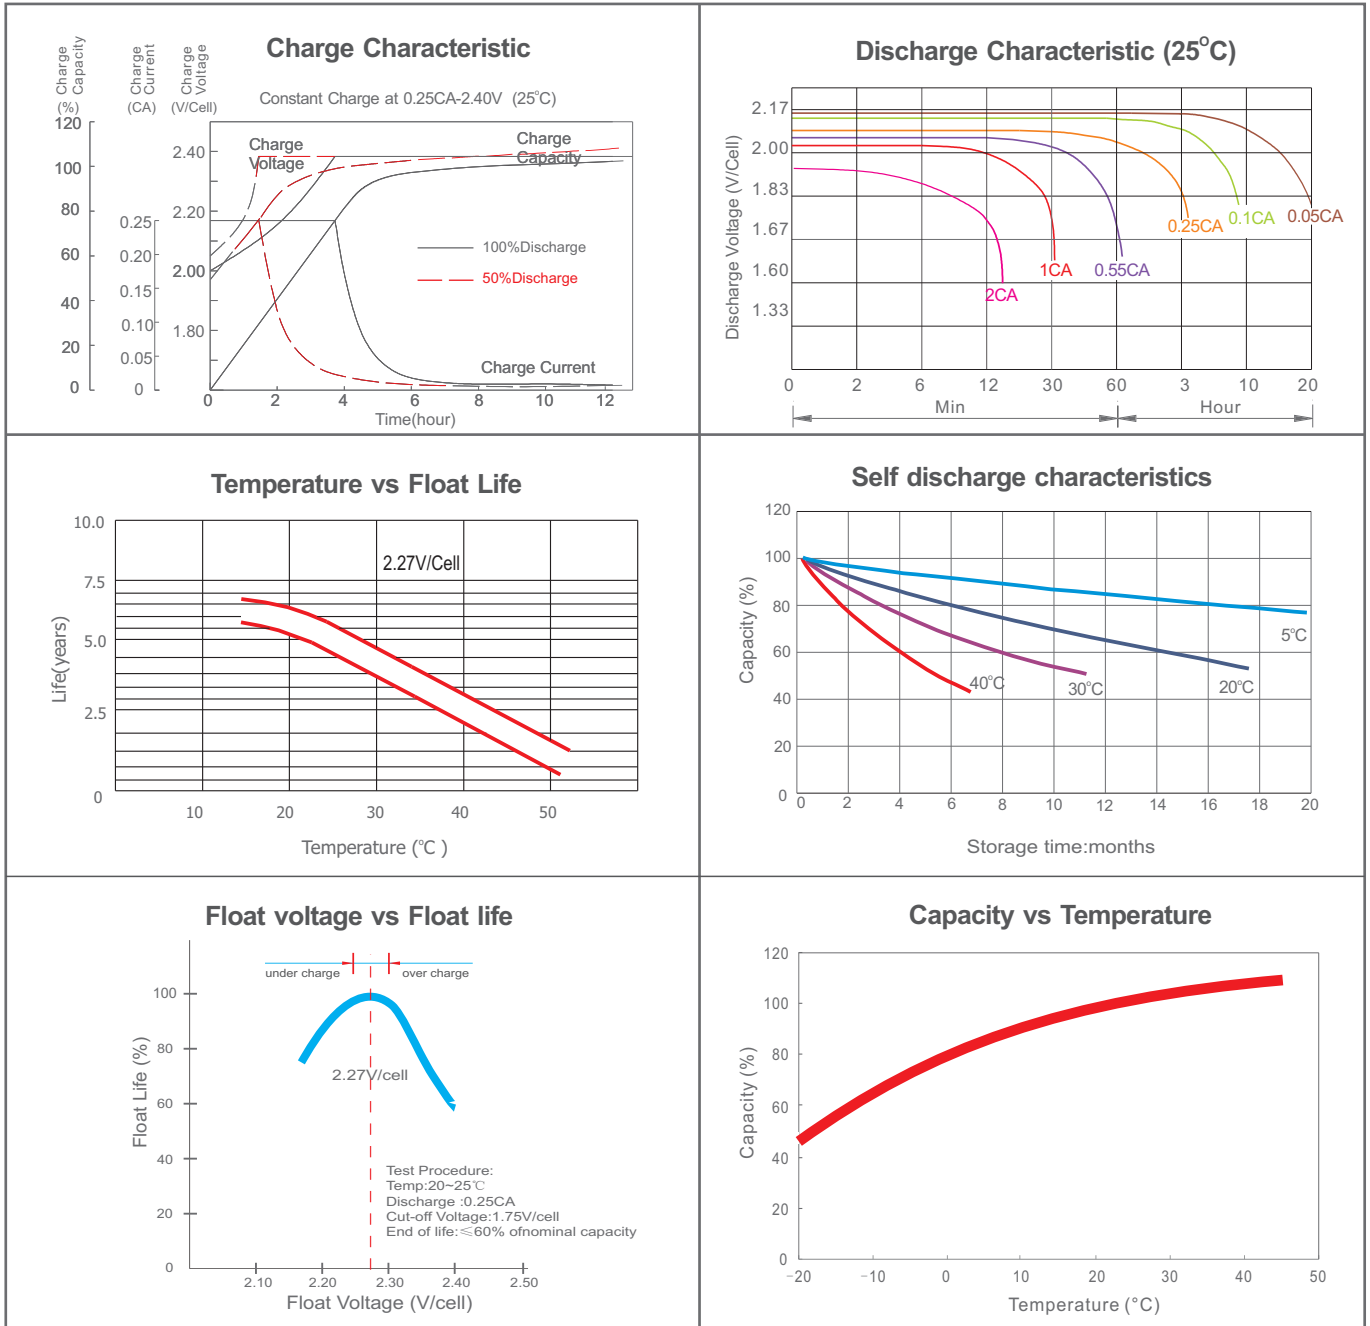 Charge Characteristic
Charge Capacity
Charge Current
Charge Voltage
(%)
(CA)
(V/Cell)
Constant Charge at 0.25CA-2.40V (25°C)
120
100
80
60
40
20
0
0.25
0.20
0.15
0.10
0.05
0
2.40
2.20
2.00
1.80
Charge
Voltage
Charge
Capacity
100%Discharge
50%Discharge
Charge Current
0 2 4 6 8 10 12
Time(hour)
Discharge Characteristic (25°C)
Discharge Voltage (V/Cell)
2.17
2.00
1.83
1.67
1.60
1.33
2CA
1CA
0.55CA
0.25CA
0.1CA
0.05CA
0 2 6 12 30 60 3 10 20
Min Hour
Temperature vs Float Life
Life(years)
10.0
7.5
5.0
2.5
0
2.27V/Cell
10 20 30 40 50
Temperature (°C )
Self discharge characteristics
Capacity (%)
120
100
80
60
40
20
0
5°C
20°C
30°C
40°C
0 2 4 6 8 10 12 14 16 18 20
Storage time:months
Float voltage vs Float life
under charge over charge
Float Life (%)
100
80
60
40
20
0
2.27V/cell
Test Procedure:
Temp:20~25℃
Discharge :0.25CA
Cut-off Voltage:1.75V/cell
End of life:≤60% ofnominal capacity
2.10 2.20 2.30 2.40 2.50
Float Voltage (V/cell)
Capacity vs Temperature
Capacity (%)
120
100
80
60
40
20
0
-20 -10 0 10 20 30 40 50
Temperature (°C)